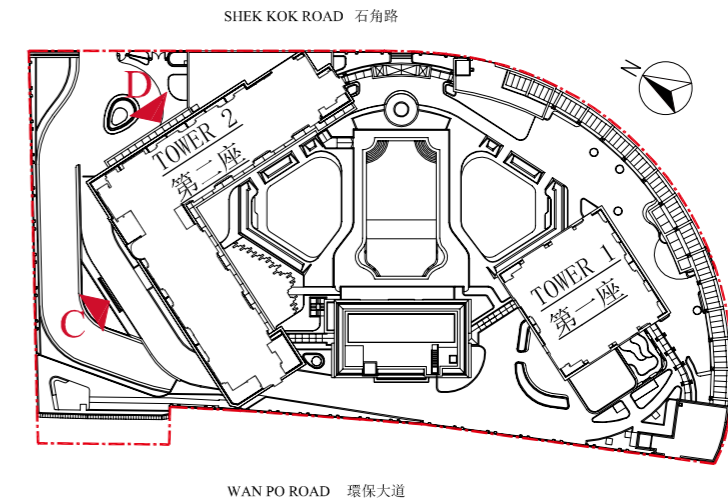 SHEK KOK ROAD 石角路
N
D
TOWER 2
第二座
TOWER 1
第一座
C
WAN PO ROAD 環保大道